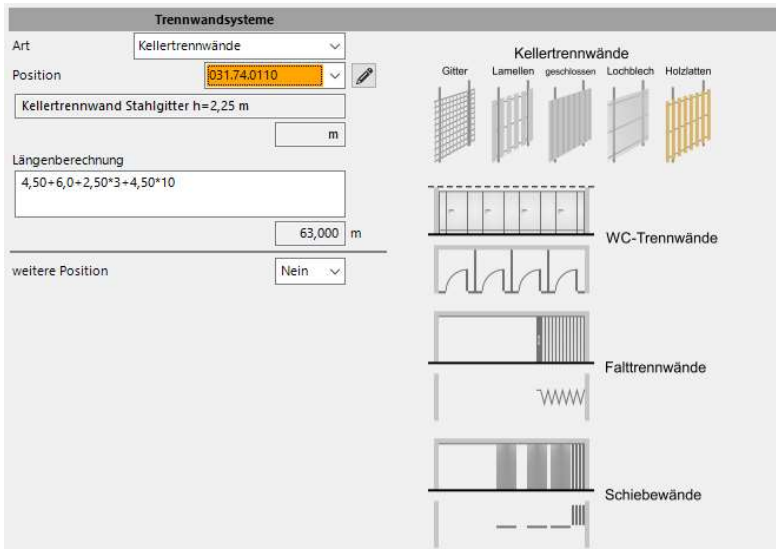 Trennwandsysteme
Art
Kellertrennwände
Position
031.74.0110
Kellertrennwand Stahlgitter h=2,25 m
m
Längenberechnung
4,50+6,0+2,50*3+4,50*10
63,000 m
weitere Position
Nein
Kellertrennwände
Gitter Lamellen geschlossen Lochblech Holzlatten
WC-Trennwände
Falttrennwände
Schiebewände